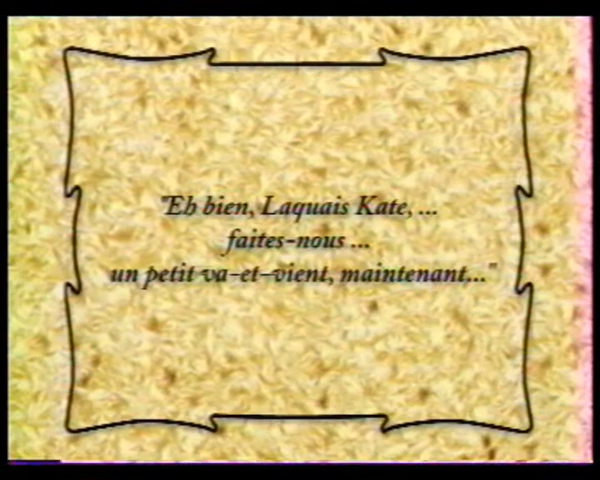 "Eh bien, Laquais Kate, ...
faites-nous ...
un petit va-et-vient, maintenant..."